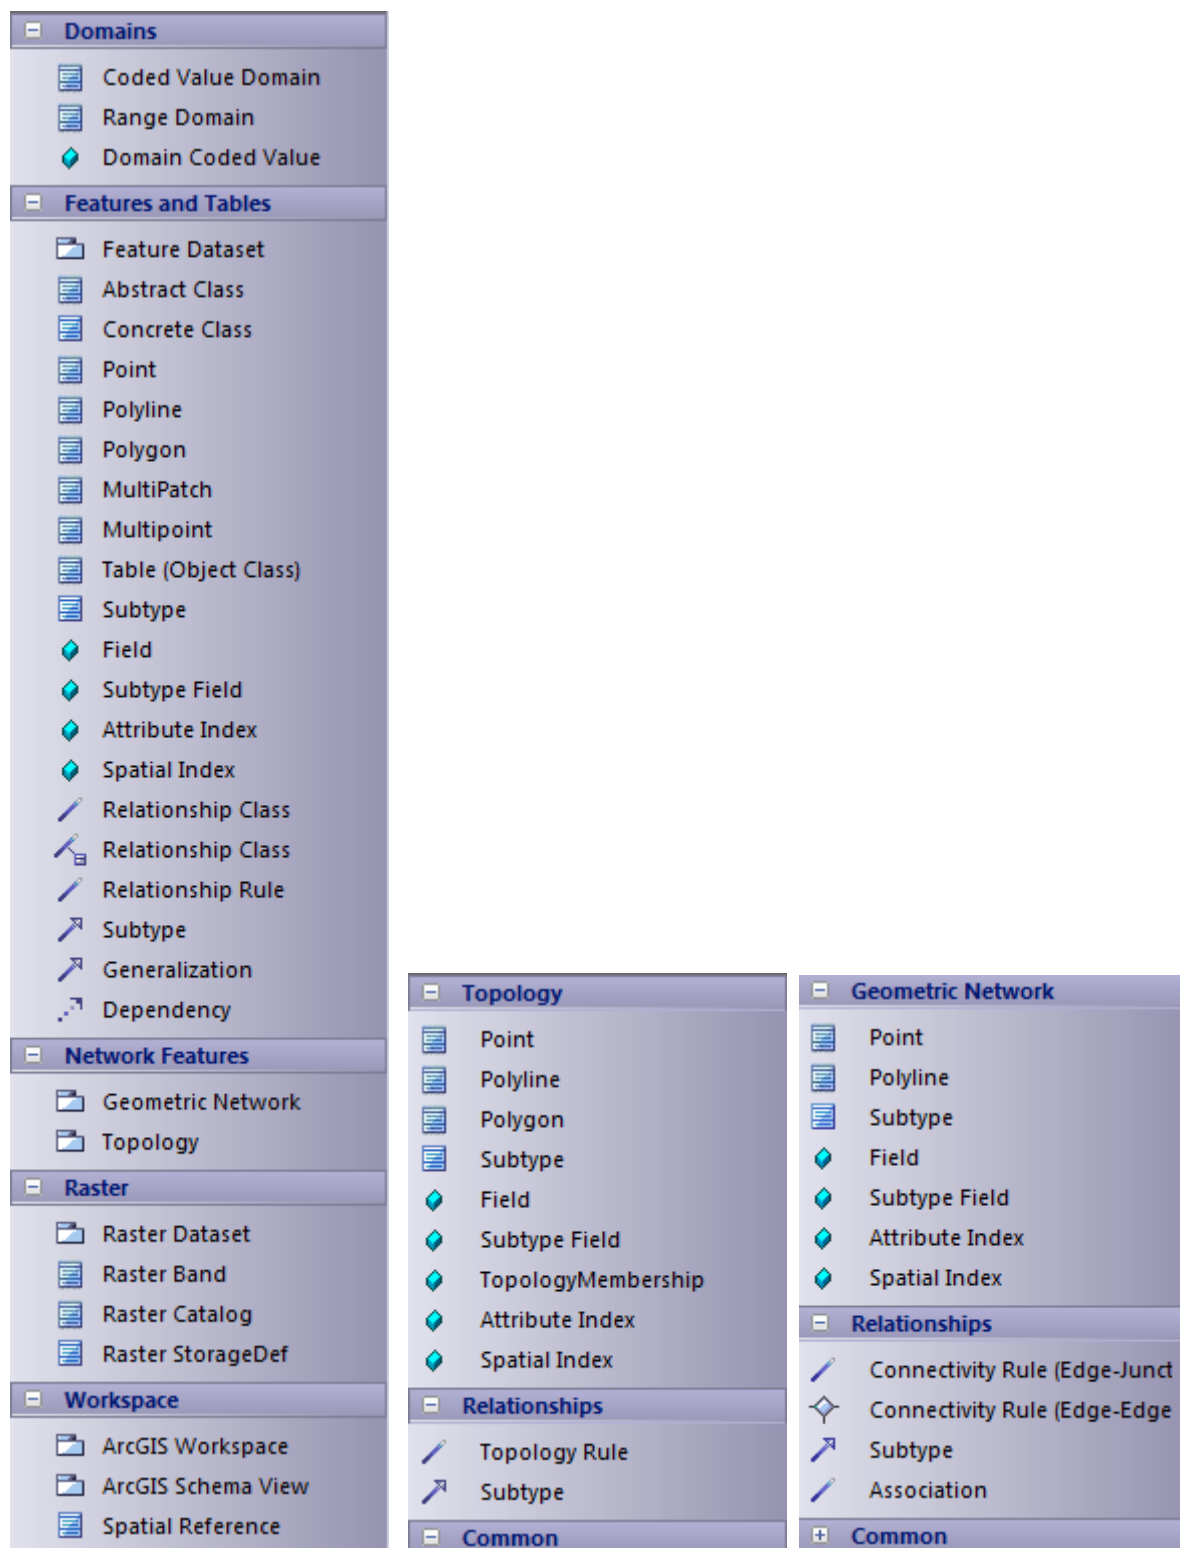 Domains
Coded Value Domain
Range Domain
Domain Coded Value
Features and Tables
Feature Dataset
Abstract Class
Concrete Class
Point
Polyline
Polygon
MultiPatch
Multipoint
Table (Object Class)
Subtype
Field
Subtype Field
Attribute Index
Spatial Index
Relationship Class
Relationship Class
Relationship Rule
Subtype
Generalization
Dependency
Network Features
Geometric Network
Topology
Raster
Raster Dataset
Raster Band
Raster Catalog
Raster StorageDef
Workspace
ArcGIS Workspace
ArcGIS Schema View
Spatial Reference
Topology
Point
Polyline
Polygon
Subtype
Field
Subtype Field
TopologyMembership
Attribute Index
Spatial Index
Relationships
Topology Rule
Subtype
Common
Geometric Network
Point
Polyline
Subtype
Field
Subtype Field
Attribute Index
Spatial Index
Relationships
Connectivity Rule (Edge-Junct
Connectivity Rule (Edge-Edge
Subtype
Association
Common